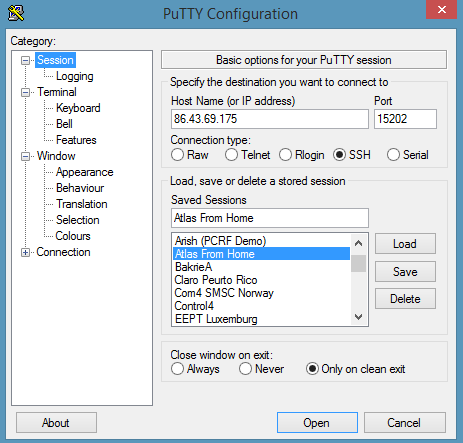 PuTTY Configuration
Category:
Session
Logging
Terminal
Keyboard
Bell
Features
Window
Appearance
Behaviour
Translation
Selection
Colours
Connection
Basic options for your PuTTY session
Specify the destination you want to connect to
Host Name (or IP address) Port
86.43.69.175 15202
Connection type:
Raw Telnet Rlogin SSH Serial
Load, save or delete a stored session
Saved Sessions
Atlas From Home
Arish (PCRF Demo)
Atlas From Home
BakrieA
Claro Peurto Rico
Com4 SMSC Norway
Control4
EEPT Luxemburg
Load
Save
Delete
Close window on exit:
Always Never Only on clean exit
About Open Cancel